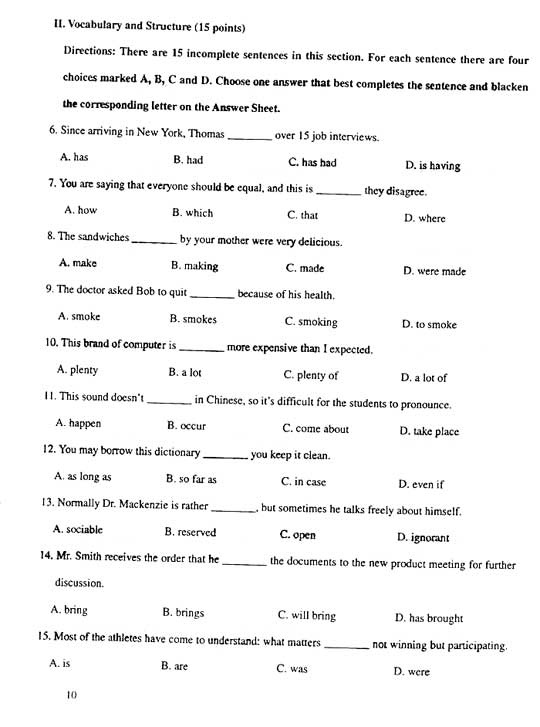 II. Vocabulary and Structure (15 points)
Directions: There are 15 incomplete sentences in this section. For each sentence there are four
choices marked A, B, C and D. Choose one answer that best completes the sentence and blacken
the corresponding letter on the Answer Sheet.
6. Since arriving in New York, Thomas ________ over 15 job interviews.
A. has B. had C. has had D. is having
7. You are saying that everyone should be equal, and this is ________ they disagree.
A. how B. which C. that D. where
8. The sandwiches ________ by your mother were very delicious.
A. make B. making C. made D. were made
9. The doctor asked Bob to quit ________ because of his health.
A. smoke B. smokes C. smoking D. to smoke
10. This brand of computer is ________ more expensive than I expected.
A. plenty B. a lot C. plenty of D. a lot of
11. This sound doesn't ________ in Chinese, so it's difficult for the students to pronounce.
A. happen B. occur C. come about D. take place
12. You may borrow this dictionary ________ you keep it clean.
A. as long as B. so far as C. in case D. even if
13. Normally Dr. Mackenzie is rather ________, but sometimes he talks freely about himself.
A. sociable B. reserved C. open D. ignorant
14. Mr. Smith receives the order that he ________ the documents to the new product meeting for further
discussion.
A. bring B. brings C. will bring D. has brought
15. Most of the athletes have come to understand: what matters ________ not winning but participating.
A. is B. are C. was D. were
10